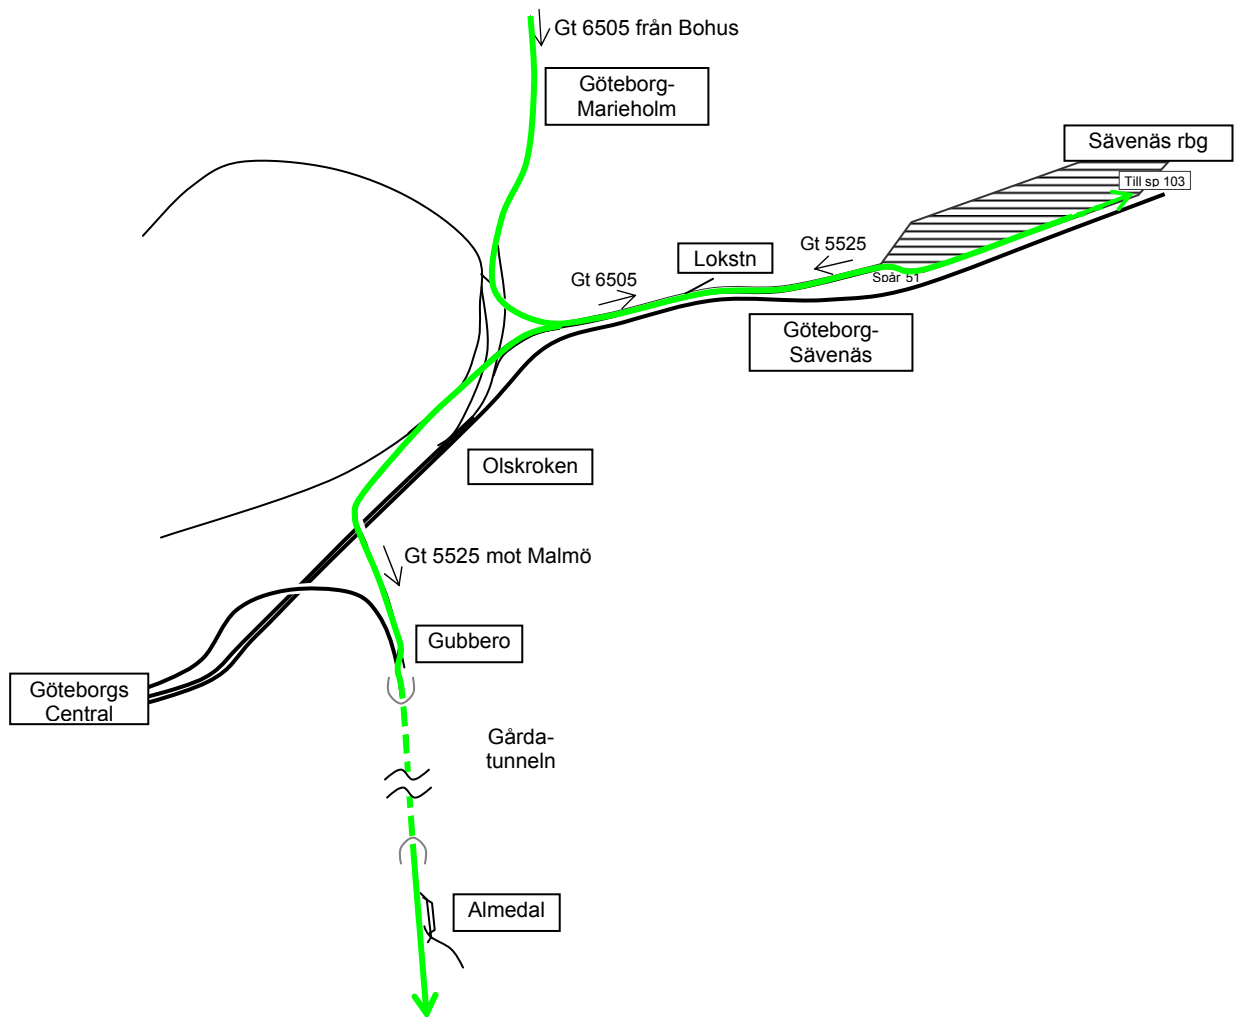 Gt 6505 från Bohus
Göteborg-
Marieholm
Sävenäs rbg
Till sp 103
Gt 5525
Lokstn
Gt 6505
Spår 51
Göteborg-
Sävenäs
Olskroken
Gt 5525 mot Malmö
Gubbero
Göteborgs
Central
Gårda-
tunneln
Almedal